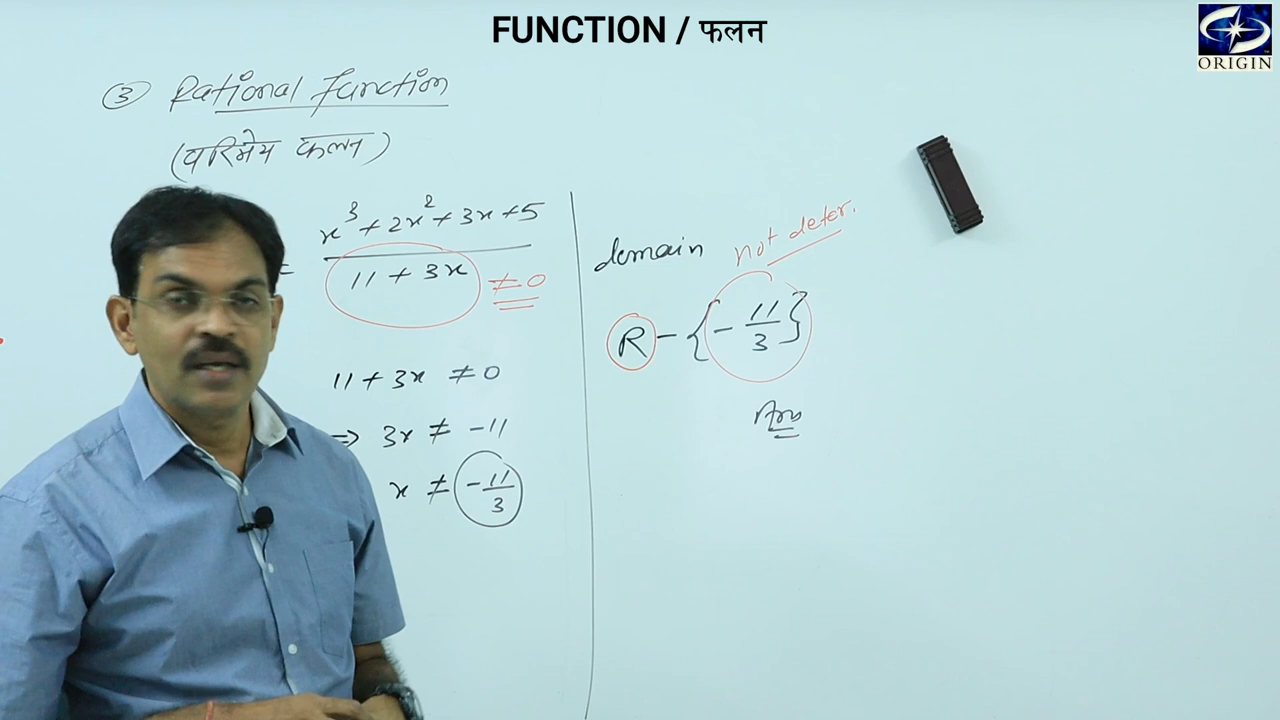 FUNCTION / फलन
ORIGIN
③ Rational function
(परिमेय फलन)
= x³ + 2x² + 3x + 5
11 + 3x ≠ 0
11 + 3x ≠ 0
⇒ 3x ≠ -11
x ≠ -11/3
domain not deter.
R - {-11/3}
Ans